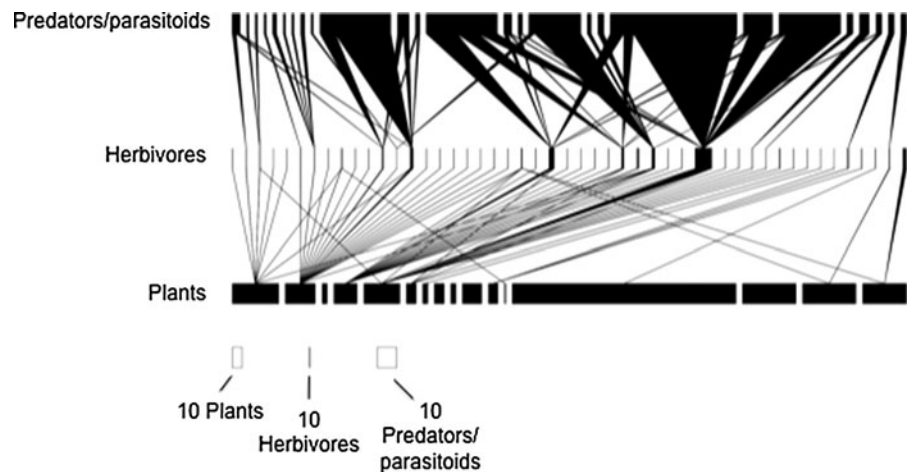 Predators/parasitoids
Herbivores
Plants
10 Plants
10
Herbivores
10
Predators/
parasitoids